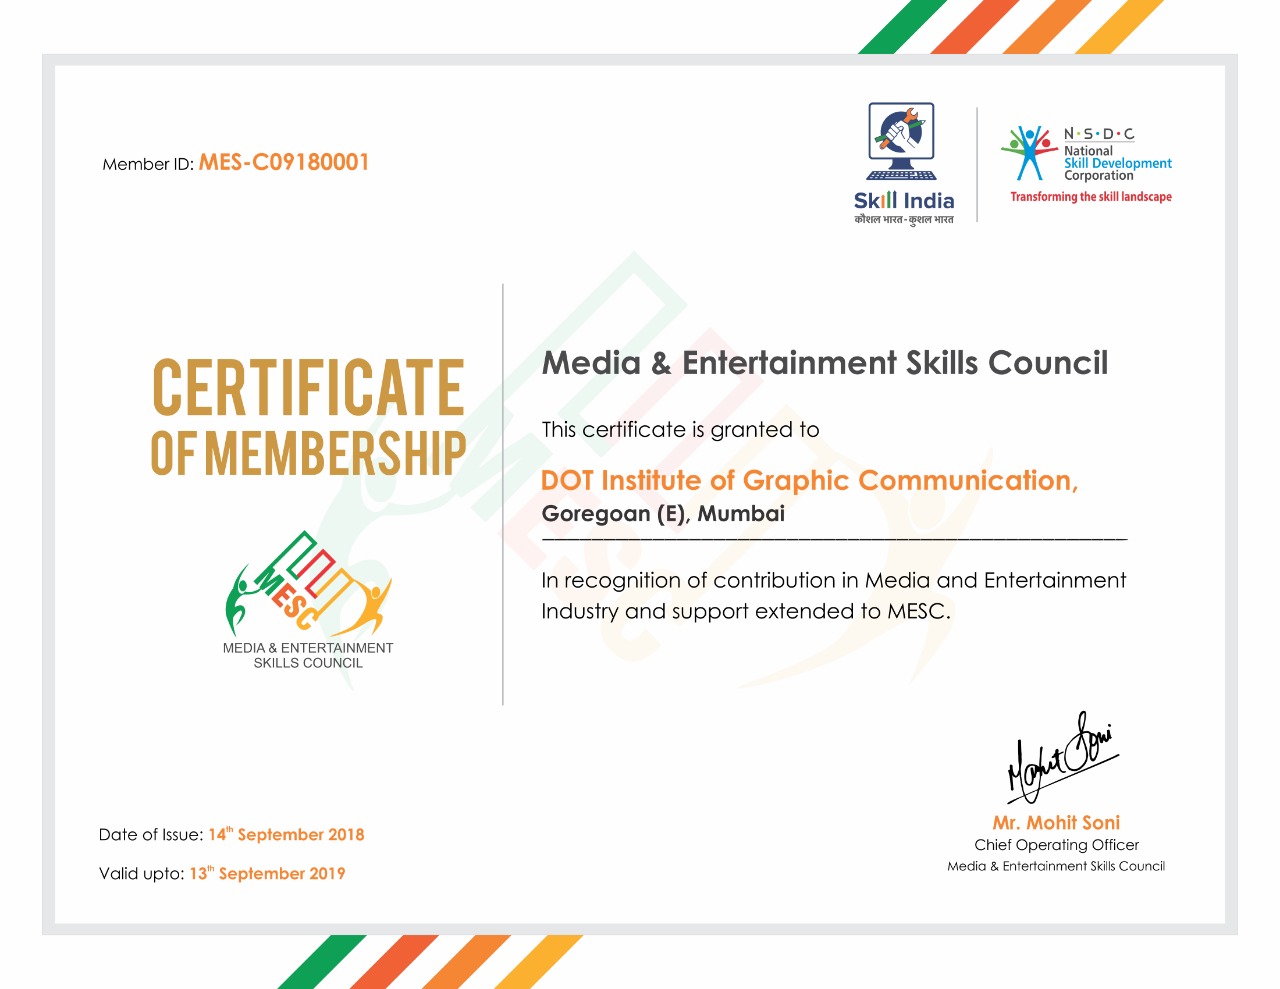 Member ID: MES-C09180001
Skill India
कौशल भारत-कुशल भारत
N·S·D·C
National
Skill Development
Corporation
Transforming the skill landscape
CERTIFICATE
OF MEMBERSHIP
MESC
MEDIA & ENTERTAINMENT
SKILLS COUNCIL
Media & Entertainment Skills Council
This certificate is granted to
DOT Institute of Graphic Communication,
Goregoan (E), Mumbai
In recognition of contribution in Media and Entertainment
Industry and support extended to MESC.
MESC
Mohit Soni
Mr. Mohit Soni
Chief Operating Officer
Media & Entertainment Skills Council
Date of Issue: 14th September 2018
Valid upto: 13th September 2019